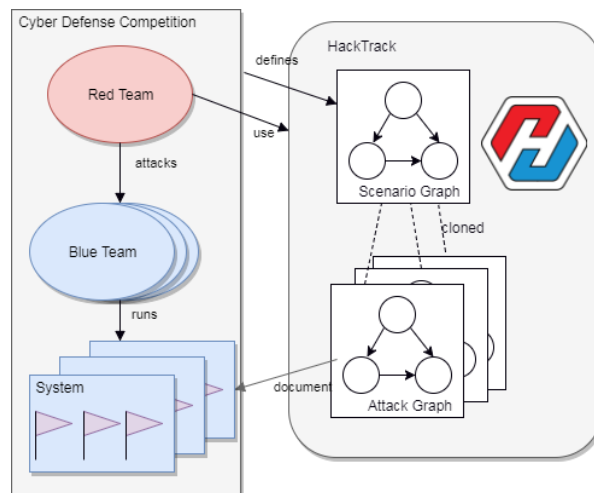 Cyber Defense Competition
HackTrack
defines
Red Team
use
attacks
Scenario Graph
cloned
Blue Team
runs
System
document
Attack Graph